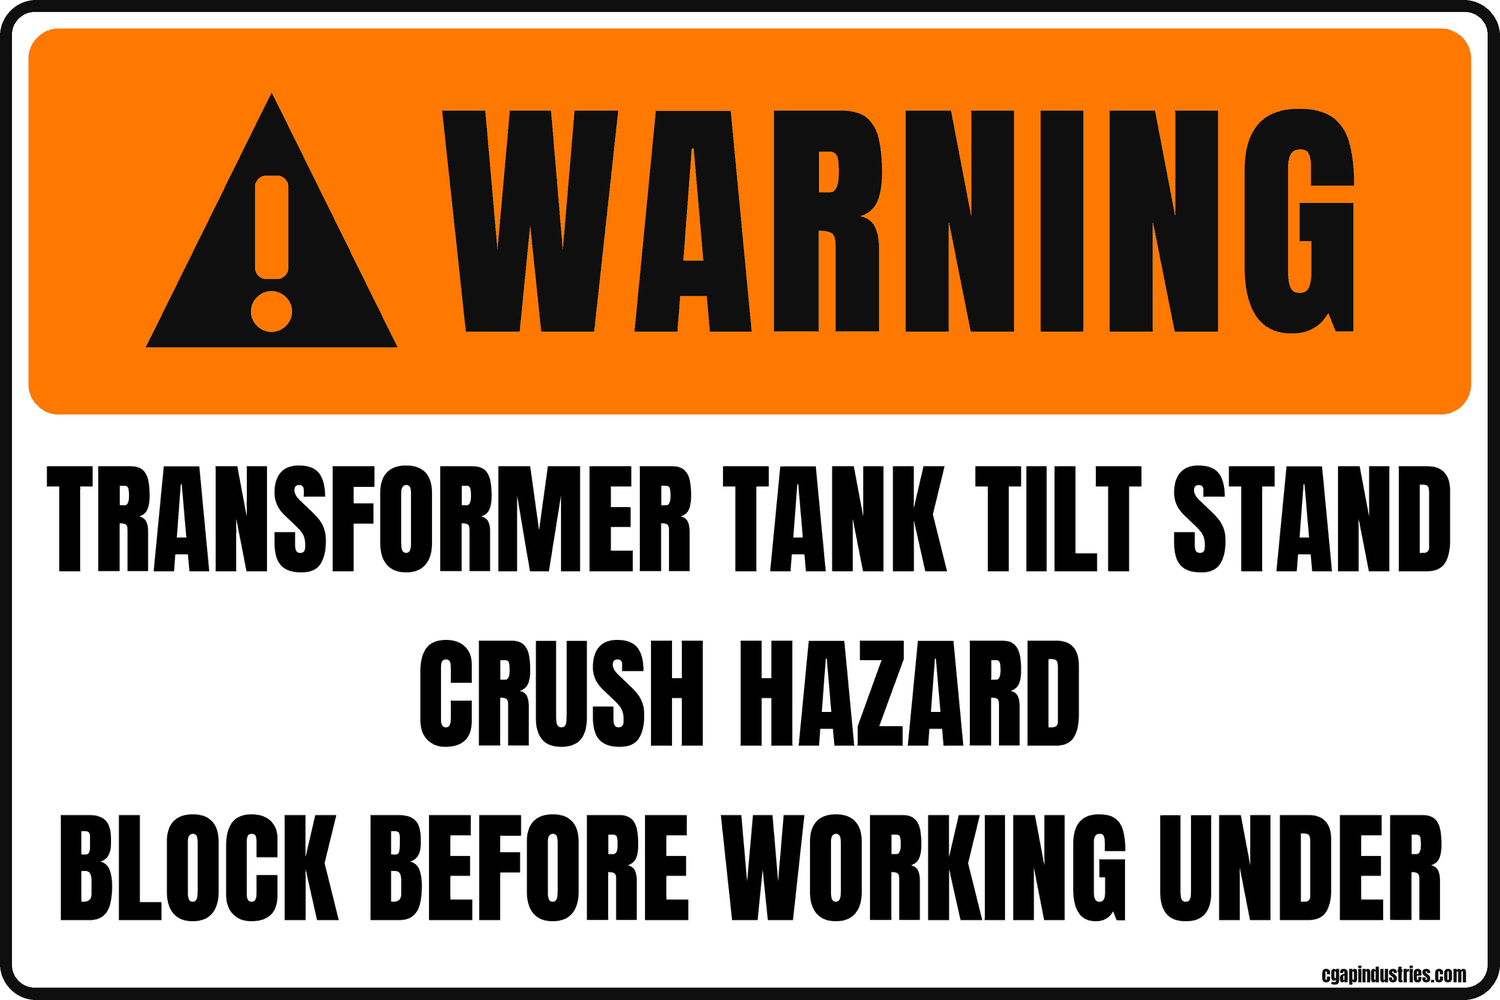 WARNING
TRANSFORMER TANK TILT STAND
CRUSH HAZARD
BLOCK BEFORE WORKING UNDER
cgapindustries.com